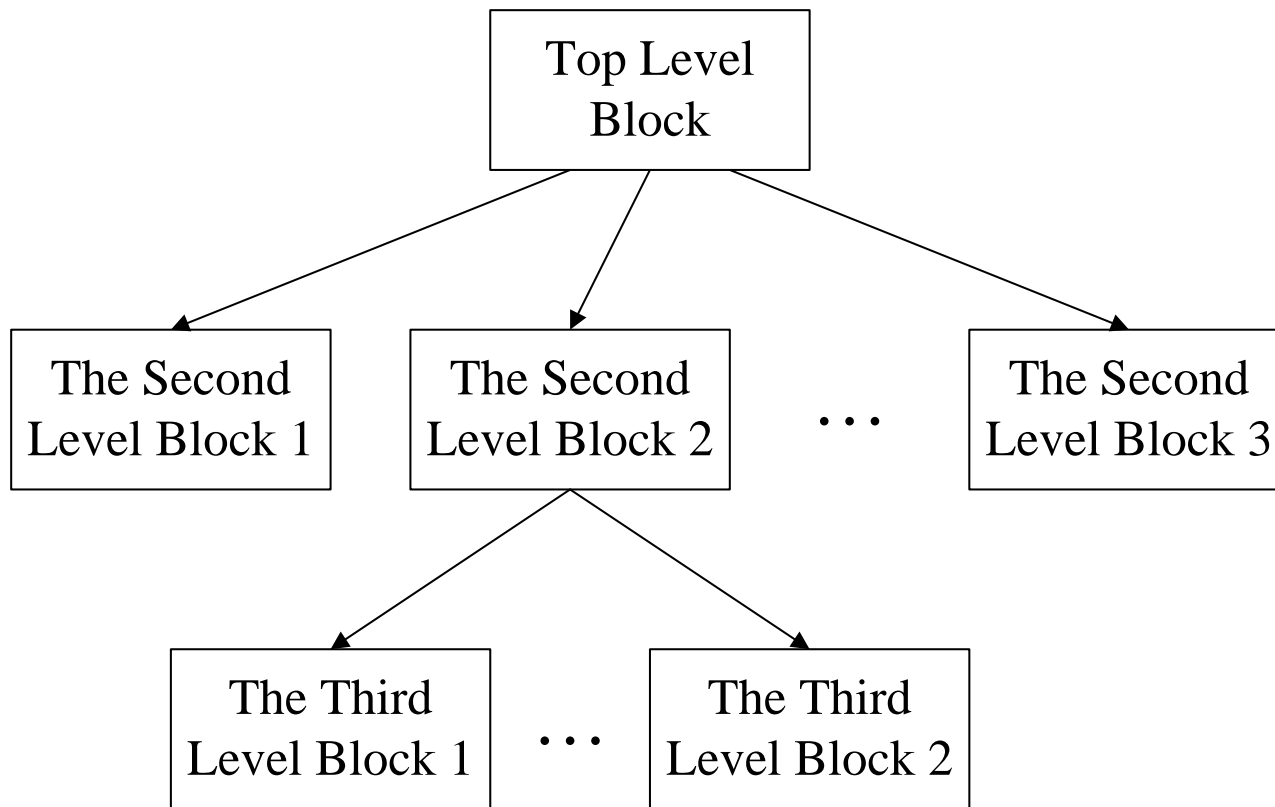 Top Level
Block
The Second
Level Block 1
The Second
Level Block 2
…
The Second
Level Block 3
The Third
Level Block 1
…
The Third
Level Block 2